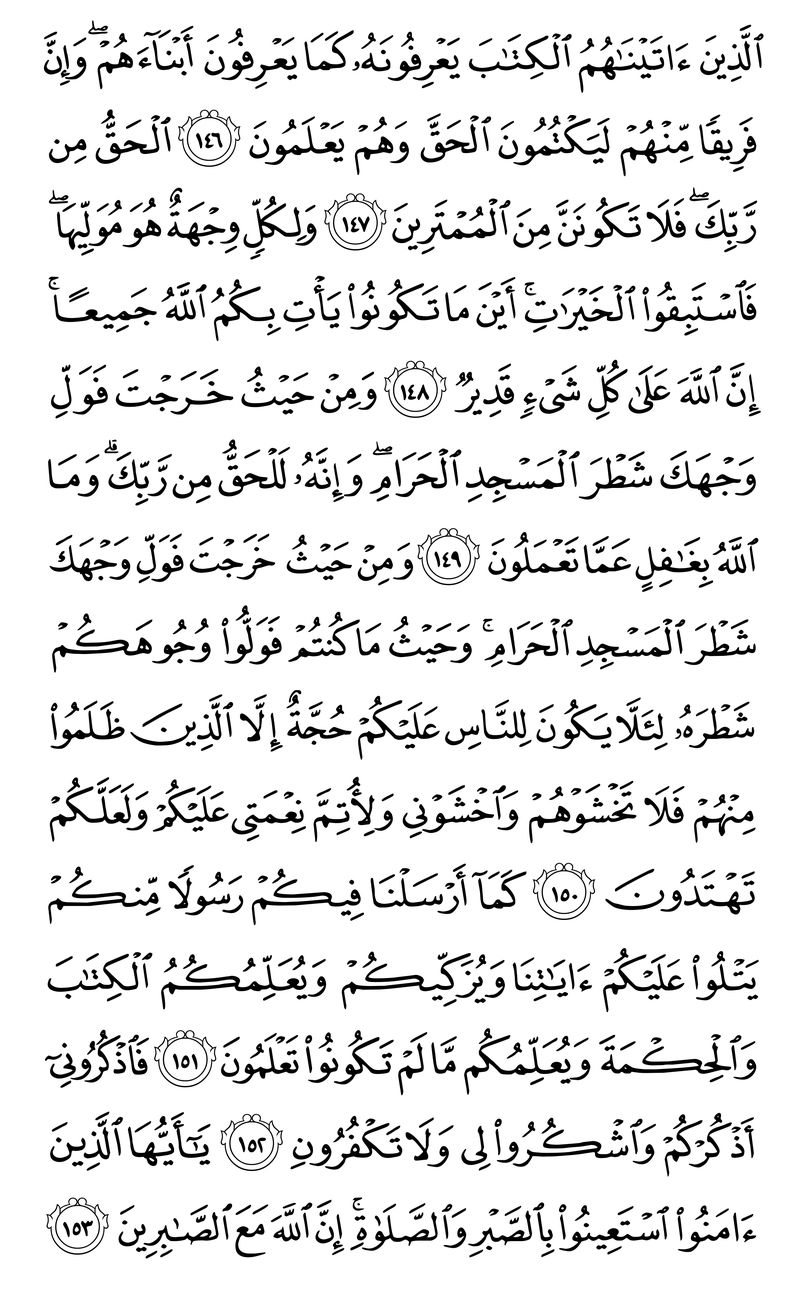 ٱلَّذِينَ ءَاتَيْنَٰهُمُ ٱلْكِتَٰبَ يَعْرِفُونَهُۥ كَمَا يَعْرِفُونَ أَبْنَآءَهُمْ ۖ وَإِنَّ
فَرِيقًا مِّنْهُمْ لَيَكْتُمُونَ ٱلْحَقَّ وَهُمْ يَعْلَمُونَ ١٤٦ ٱلْحَقُّ مِن
رَّبِّكَ ۖ فَلَا تَكُونَنَّ مِنَ ٱلْمُمْتَرِينَ ١٤٧ وَلِكُلٍّ وِجْهَةٌ هُوَ مُوَلِّيهَا ۖ
فَٱسْتَبِقُوا۟ ٱلْخَيْرَٰتِ ۚ أَيْنَ مَا تَكُونُوا۟ يَأْتِ بِكُمُ ٱللَّهُ جَمِيعًا ۚ
إِنَّ ٱللَّهَ عَلَىٰ كُلِّ شَىْءٍ قَدِيرٌ ١٤٨ وَمِنْ حَيْثُ خَرَجْتَ فَوَلِّ
وَجْهَكَ شَطْرَ ٱلْمَسْجِدِ ٱلْحَرَامِ ۖ وَإِنَّهُۥ لَلْحَقُّ مِن رَّبِّكَ ۗ وَمَا
ٱللَّهُ بِغَٰفِلٍ عَمَّا تَعْمَلُونَ ١٤٩ وَمِنْ حَيْثُ خَرَجْتَ فَوَلِّ وَجْهَكَ
شَطْرَ ٱلْمَسْجِدِ ٱلْحَرَامِ ۚ وَحَيْثُ مَا كُنتُمْ فَوَلُّوا۟ وُجُوهَكُمْ
شَطْرَهُۥ لِئَلَّا يَكُونَ لِلنَّاسِ عَلَيْكُمْ حُجَّةٌ إِلَّا ٱلَّذِينَ ظَلَمُوا۟
مِنْهُمْ فَلَا تَخْشَوْهُمْ وَٱخْشَوْنِى وَلِأُتِمَّ نِعْمَتِى عَلَيْكُمْ وَلَعَلَّكُمْ
تَهْتَدُونَ ١٥٠ كَمَآ أَرْسَلْنَا فِيكُمْ رَسُولًا مِّنكُمْ
يَتْلُوا۟ عَلَيْكُمْ ءَايَٰتِنَا وَيُزَكِّيكُمْ وَيُعَلِّمُكُمُ ٱلْكِتَٰبَ
وَٱلْحِكْمَةَ وَيُعَلِّمُكُم مَّا لَمْ تَكُونُوا۟ تَعْلَمُونَ ١٥١ فَٱذْكُرُونِىٓ
أَذْكُرْكُمْ وَٱشْكُرُوا۟ لِى وَلَا تَكْفُرُونِ ١٥٢ يَٰٓأَيُّهَا ٱلَّذِينَ
ءَامَنُوا۟ ٱسْتَعِينُوا۟ بِٱلصَّبْرِ وَٱلصَّلَوٰةِ ۚ إِنَّ ٱللَّهَ مَعَ ٱلصَّٰبِرِينَ ١٥٣